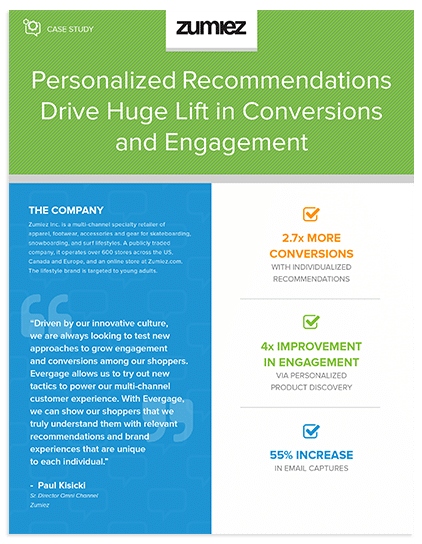 CASE STUDY
zumiez
Personalized Recommendations
Drive Huge Lift in Conversions
and Engagement
THE COMPANY
Zumiez Inc. is a multi-channel specialty retailer of
apparel, footwear, accessories and gear for skateboarding,
snowboarding, and surf lifestyles. A publicly traded
company, it operates over 600 stores across the US,
Canada and Europe, and an online store at Zumiez.com.
The lifestyle brand is targeted to young adults.
“Driven by our innovative culture,
we are always looking to test new
approaches to grow engagement
and conversions among our shoppers.
Evergage allows us to try out new
tactics to power our multi-channel
customer experience. With Evergage,
we can show our shoppers that we
truly understand them with relevant
recommendations and brand
experiences that are unique
to each individual.”
- Paul Kisicki
Sr. Director Omni Channel
Zumiez
2.7x MORE
CONVERSIONS
WITH INDIVIDUALIZED
RECOMMENDATIONS
4x IMPROVEMENT
IN ENGAGEMENT
VIA PERSONALIZED
PRODUCT DISCOVERY
55% INCREASE
IN EMAIL CAPTURES